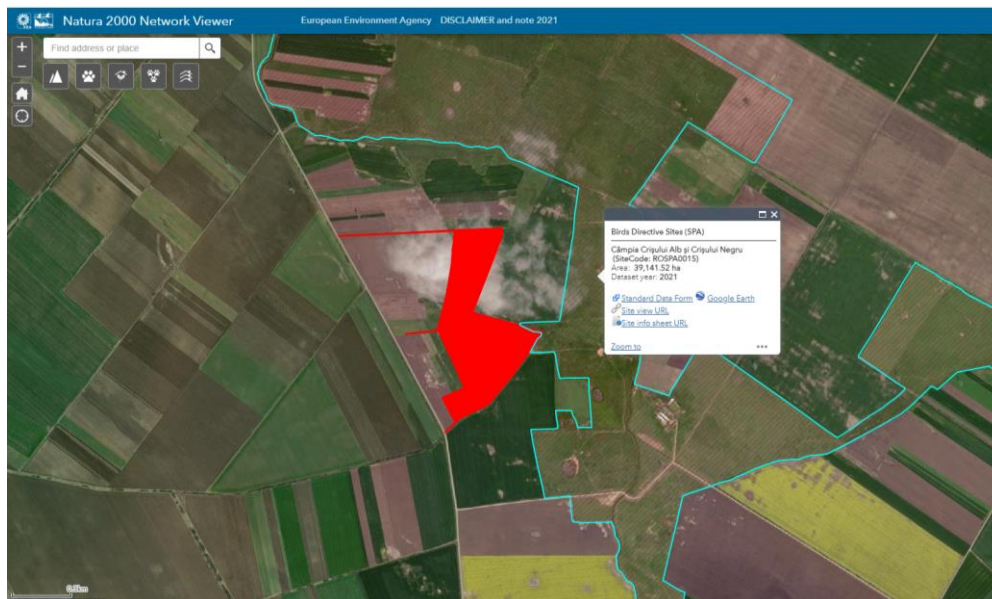 Natura 2000 Network Viewer
European Environment Agency DISCLAIMER and note 2021
+
Find address or place
−
Birds Directive Sites (SPA)
Câmpia Crișului Alb și Crișului Negru
(SiteCode: ROSPA0015)
Area: 39,141.52 ha
Dataset year: 2021
Standard Data Form Google Earth
Site view URL
Site info sheet URL
Zoom to
0.5km